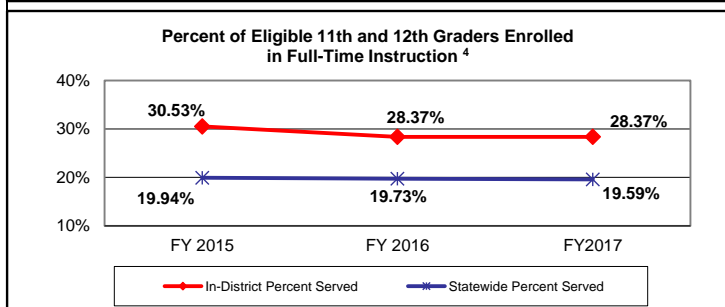 Percent of Eligible 11th and 12th Graders Enrolled
in Full-Time Instruction 4
40%
30.53%
28.37%
28.37%
30%
20%
19.94%
19.73%
19.59%
10%
FY 2015
FY 2016
FY2017
In-District Percent Served
Statewide Percent Served